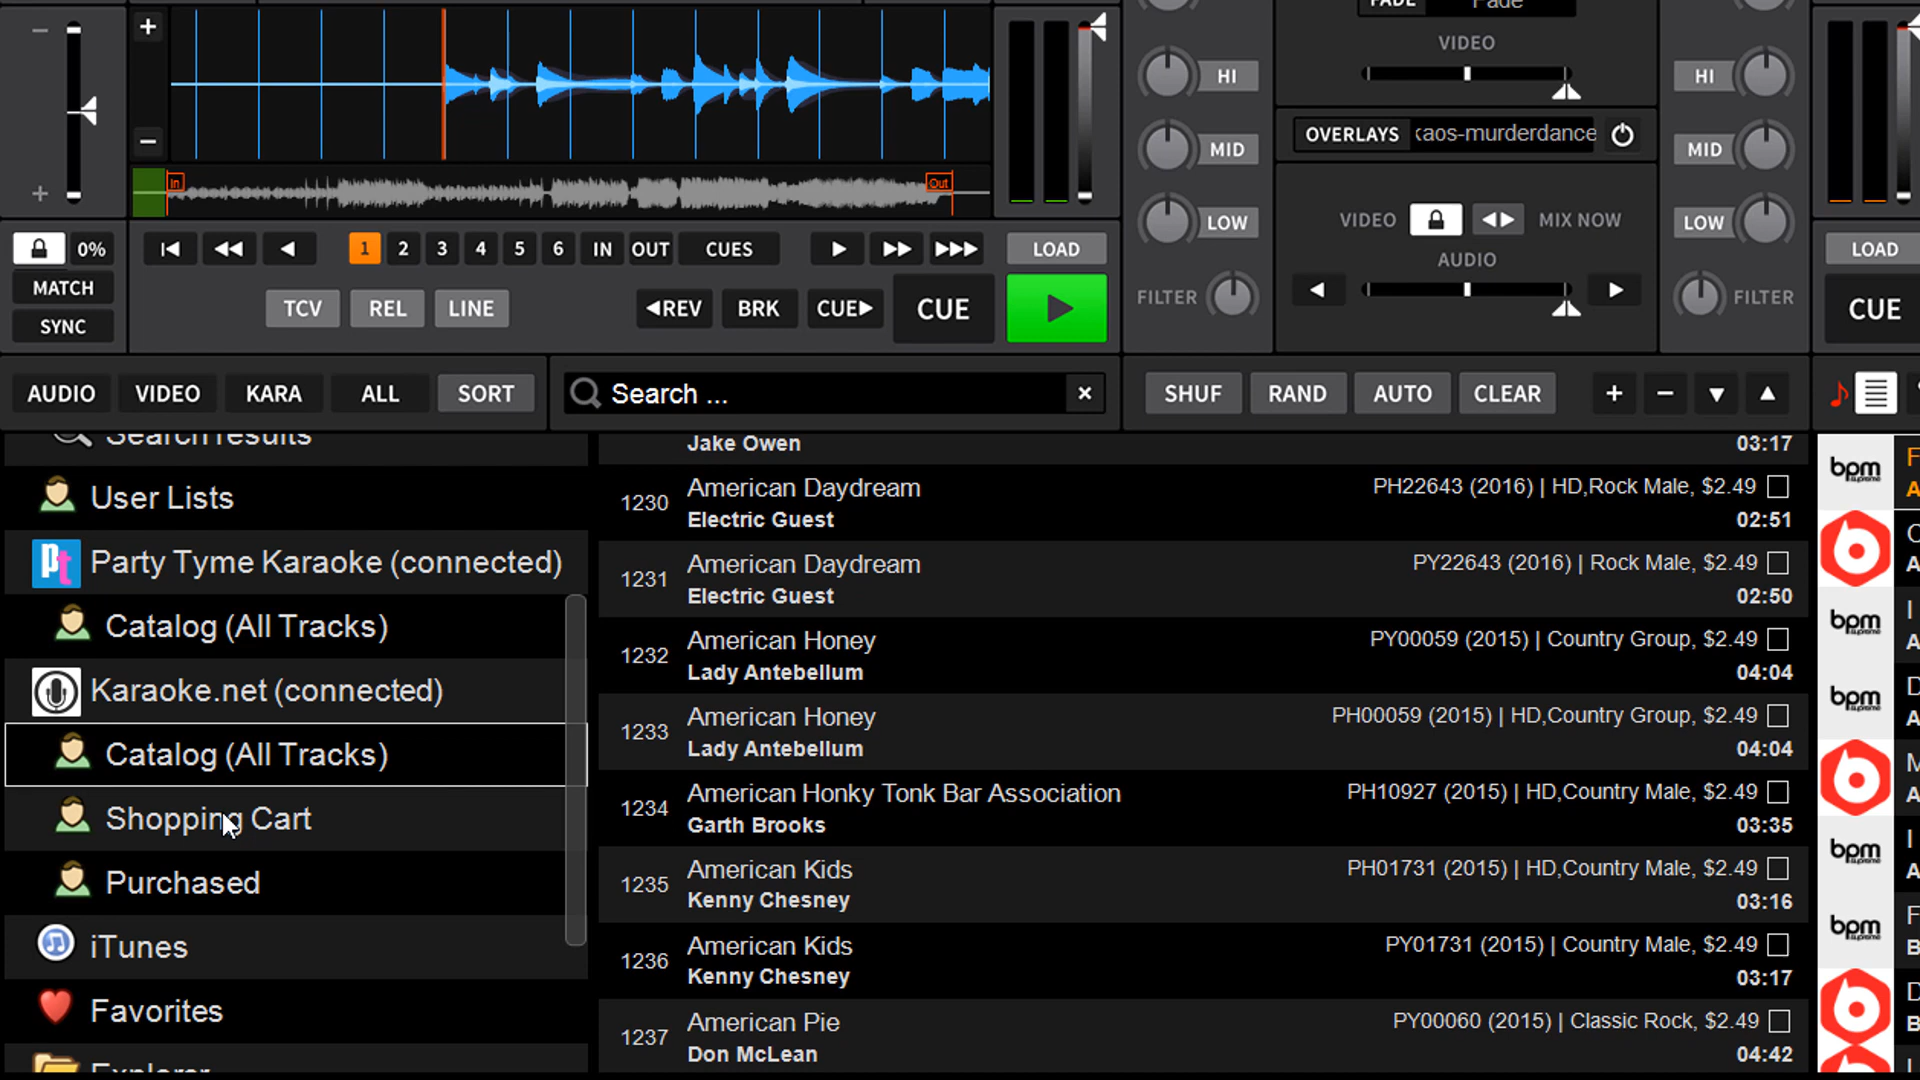 FADE Fade
VIDEO
+
−
− +
HI HI
MID MID
LOW LOW
FILTER FILTER
OVERLAYS kaos-murderdance
VIDEO MIX NOW
AUDIO
In Out
0% 1 2 3 4 5 6 IN OUT CUES LOAD LOAD
MATCH
SYNC
TCV REL LINE REV BRK CUE CUE CUE
AUDIO VIDEO KARA ALL SORT Search ... × SHUF RAND AUTO CLEAR + −
Search results
User Lists
Party Tyme Karaoke (connected)
Catalog (All Tracks)
Karaoke.net (connected)
Catalog (All Tracks)
Shopping Cart
Purchased
iTunes
Favorites
Explorer
Jake Owen 03:17
1230 American Daydream PH22643 (2016) | HD,Rock Male, $2.49
Electric Guest 02:51
1231 American Daydream PY22643 (2016) | Rock Male, $2.49
Electric Guest 02:50
1232 American Honey PY00059 (2015) | Country Group, $2.49
Lady Antebellum 04:04
1233 American Honey PH00059 (2015) | HD,Country Group, $2.49
Lady Antebellum 04:04
1234 American Honky Tonk Bar Association PH10927 (2015) | HD,Country Male, $2.49
Garth Brooks 03:35
1235 American Kids PH01731 (2015) | HD,Country Male, $2.49
Kenny Chesney 03:16
1236 American Kids PY01731 (2015) | Country Male, $2.49
Kenny Chesney 03:17
1237 American Pie PY00060 (2015) | Classic Rock, $2.49
Don McLean 04:42
bpm
bpm
bpm
bpm
bpm